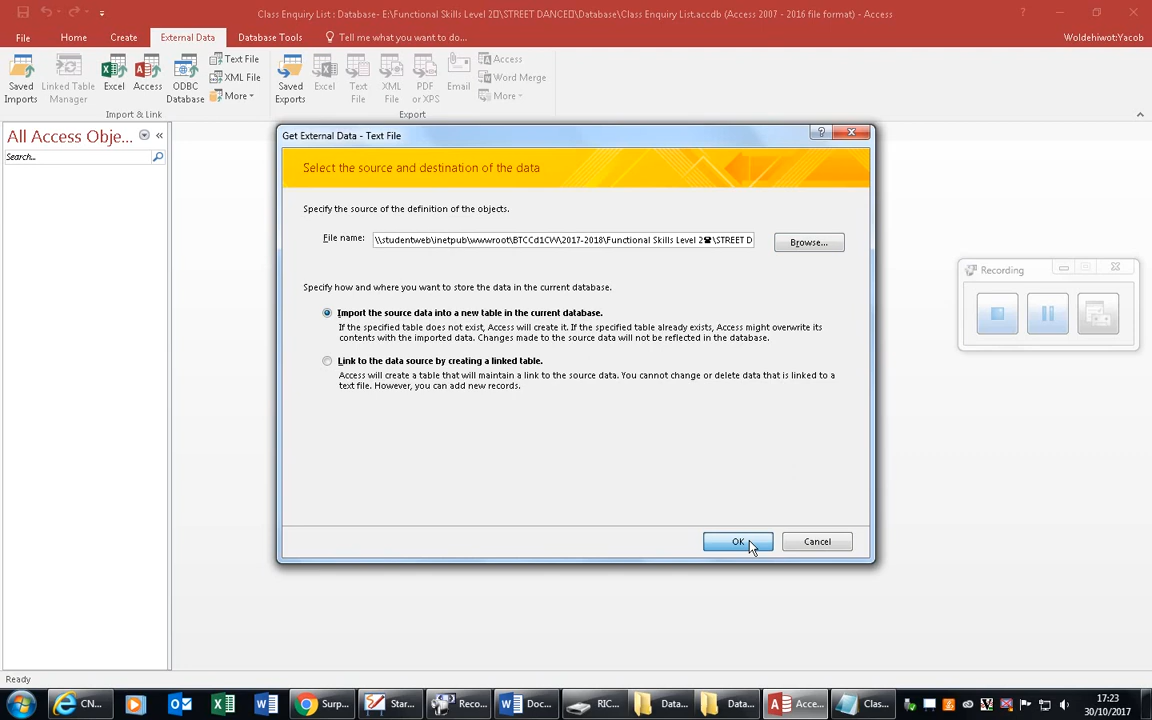 Class Enquiry List : Database- E:\Functional Skills Level 2\STREET DANCE\Database\Class Enquiry List.accdb (Access 2007 - 2016 file format) - Access
File Home Create External Data Database Tools Tell me what you want to do... Woldehiwot:Yacob
Saved Imports
Linked Table Manager
Excel
Access
ODBC Database
Text File
XML File
More
Saved Exports
Excel
Text File
XML File
PDF or XPS
Email
Access
Word Merge
More
Import & Link
Export
All Access Obje...
Search...
Get External Data - Text File
Select the source and destination of the data
Specify the source of the definition of the objects.
File name: \\studentweb\inetpub\wwwroot\BTCCd1CW\2017-2018\Functional Skills Level 2☎\STREET D
Browse...
Specify how and where you want to store the data in the current database.
Import the source data into a new table in the current database.
If the specified table does not exist, Access will create it. If the specified table already exists, Access might overwrite its
contents with the imported data. Changes made to the source data will not be reflected in the database.
Link to the data source by creating a linked table.
Access will create a table that will maintain a link to the source data. You cannot change or delete data that is linked to a
text file. However, you can add new records.
OK Cancel
Recording
Ready
CN... Surp... Star... Reco... Doc... RIC... Data... Data... Acce... Clas...
17:23
30/10/2017